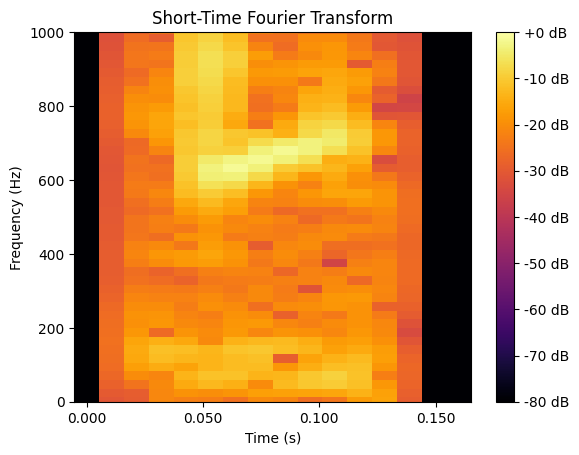 Short-Time Fourier Transform
1000
800
600
400
200
0
Frequency (Hz)
0.000
0.050
0.100
0.150
Time (s)
+0 dB
-10 dB
-20 dB
-30 dB
-40 dB
-50 dB
-60 dB
-70 dB
-80 dB